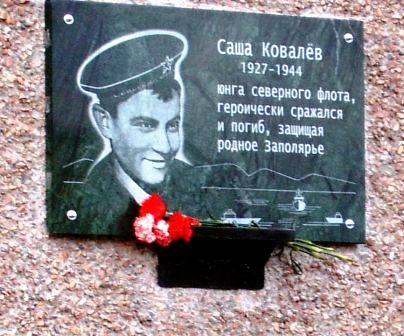 Саша Ковалёв
1927-1944
юнга северного флота,
героически сражался
и погиб, защищая
родное Заполярье